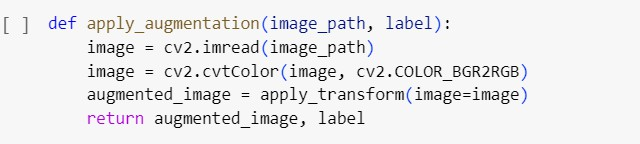 [ ] def apply_augmentation(image_path, label):
    image = cv2.imread(image_path)
    image = cv2.cvtColor(image, cv2.COLOR_BGR2RGB)
    augmented_image = apply_transform(image=image)
    return augmented_image, label